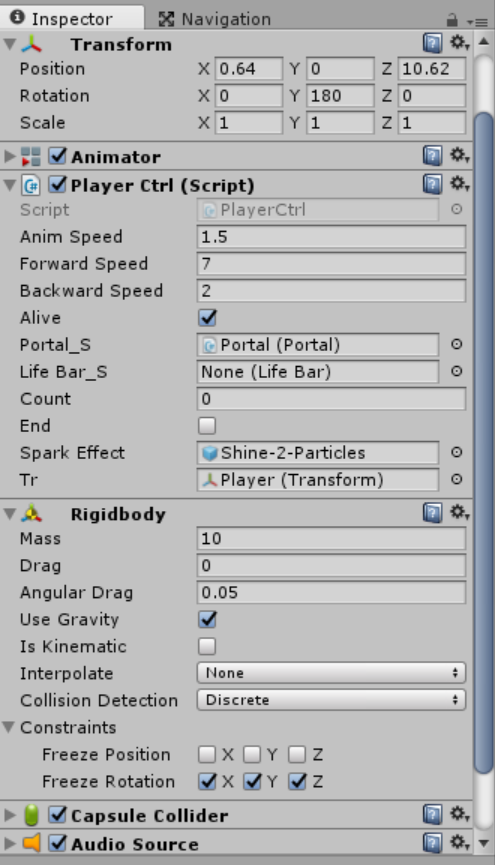 Inspector Navigation
Transform
Position X 0.64 Y 0 Z 10.62
Rotation X 0 Y 180 Z 0
Scale X 1 Y 1 Z 1
Animator
Player Ctrl (Script)
Script PlayerCtrl
Anim Speed 1.5
Forward Speed 7
Backward Speed 2
Alive
Portal_S Portal (Portal)
Life Bar_S None (Life Bar)
Count 0
End
Spark Effect Shine-2-Particles
Tr Player (Transform)
Rigidbody
Mass 10
Drag 0
Angular Drag 0.05
Use Gravity
Is Kinematic
Interpolate None
Collision Detection Discrete
Constraints
Freeze Position X Y Z
Freeze Rotation X Y Z
Capsule Collider
Audio Source